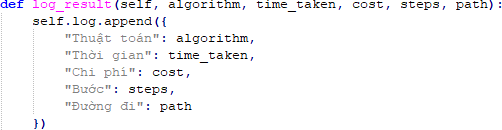 def log_result(self, algorithm, time_taken, cost, steps, path):
    self.log.append({
        "Thuật toán": algorithm,
        "Thời gian": time_taken,
        "Chi phí": cost,
        "Bước": steps,
        "Đường đi": path
    })